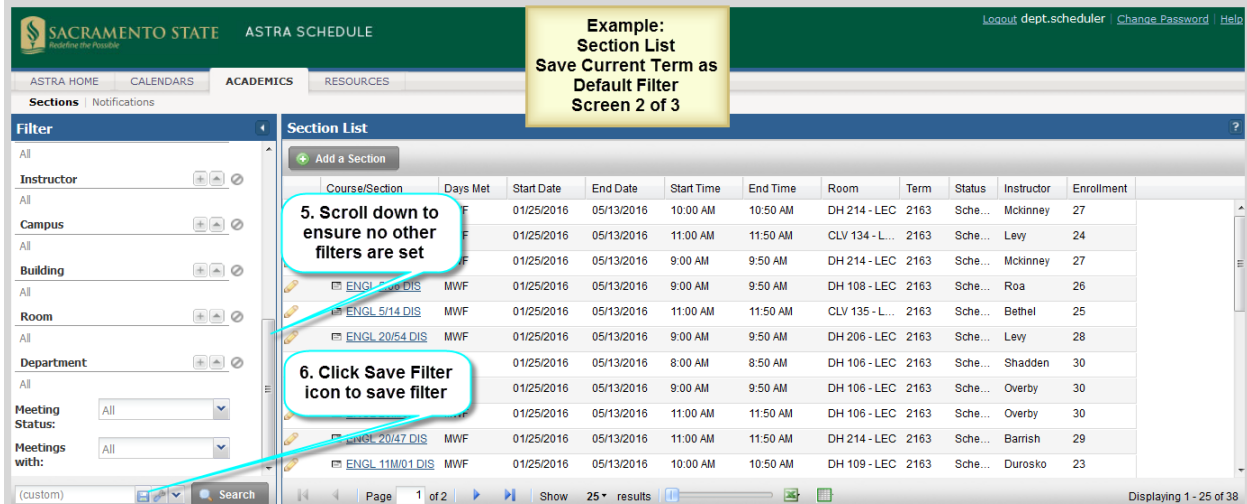 SACRAMENTO STATE
Redefine the Possible
ASTRA SCHEDULE
Example:
Section List
Save Current Term as
Default Filter
Screen 2 of 3
Logout dept.scheduler | Change Password | Help
ASTRA HOME CALENDARS ACADEMICS RESOURCES
Sections | Notifications
Filter
All
Instructor
All
Campus
All
Building
All
Room
All
Department
All
Meeting Status: All
Meetings with: All
(custom) Search
5. Scroll down to
ensure no other
filters are set
6. Click Save Filter
icon to save filter
Section List ?
Add a Section
Course/Section Days Met Start Date End Date Start Time End Time Room Term Status Instructor Enrollment
01/25/2016 05/13/2016 10:00 AM 10:50 AM DH 214 - LEC 2163 Sche... Mckinney 27
01/25/2016 05/13/2016 11:00 AM 11:50 AM CLV 134 - L... 2163 Sche... Levy 24
01/25/2016 05/13/2016 9:00 AM 9:50 AM DH 214 - LEC 2163 Sche... Mckinney 27
ENGL DIS MWF 01/25/2016 05/13/2016 9:00 AM 9:50 AM DH 108 - LEC 2163 Sche... Roa 26
ENGL 5/14 DIS MWF 01/25/2016 05/13/2016 11:00 AM 11:50 AM CLV 135 - L... 2163 Sche... Bethel 25
ENGL 20/54 DIS MWF 01/25/2016 05/13/2016 9:00 AM 9:50 AM DH 206 - LEC 2163 Sche... Levy 28
01/25/2016 05/13/2016 8:00 AM 8:50 AM DH 106 - LEC 2163 Sche... Shadden 30
01/25/2016 05/13/2016 9:00 AM 9:50 AM DH 106 - LEC 2163 Sche... Overby 30
01/25/2016 05/13/2016 11:00 AM 11:50 AM DH 106 - LEC 2163 Sche... Overby 30
ENGL 20/47 DIS MWF 01/25/2016 05/13/2016 11:00 AM 11:50 AM DH 214 - LEC 2163 Sche... Barrish 29
ENGL 11M/01 DIS MWF 01/25/2016 05/13/2016 10:00 AM 10:50 AM DH 109 - LEC 2163 Sche... Durosko 23
Page 1 of 2 Show 25 results Displaying 1 - 25 of 38